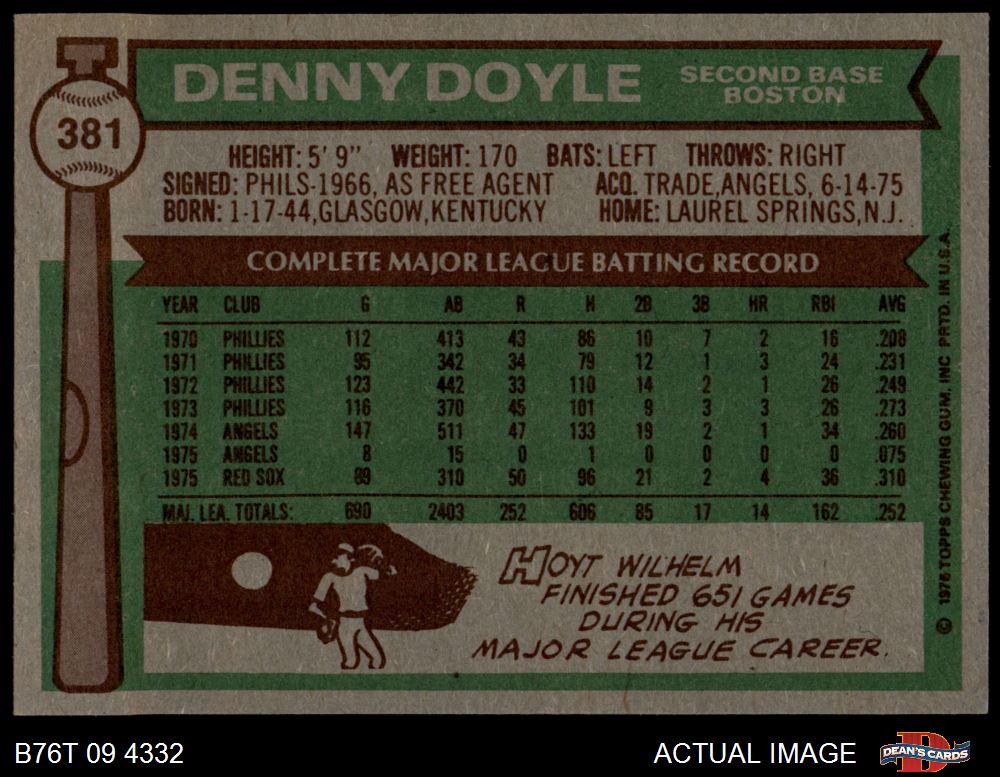 DENNY DOYLE
SECOND BASE
BOSTON
381
HEIGHT: 5' 9" WEIGHT: 170 BATS: LEFT THROWS: RIGHT
SIGNED: PHILS-1966, AS FREE AGENT ACQ. TRADE, ANGELS, 6-14-75
BORN: 1-17-44, GLASGOW, KENTUCKY HOME: LAUREL SPRINGS, N.J.
COMPLETE MAJOR LEAGUE BATTING RECORD
YEAR CLUB G AB R H 2B 3B HR RBI AVG
1970 PHILLIES 112 413 43 86 10 7 2 16 .208
1971 PHILLIES 95 342 34 79 12 1 3 24 .231
1972 PHILLIES 123 442 33 110 14 2 1 26 .249
1973 PHILLIES 116 370 45 101 9 3 3 26 .273
1974 ANGELS 147 511 47 133 19 2 1 34 .260
1975 ANGELS 8 15 0 1 0 0 0 0 .075
1975 RED SOX 89 310 50 96 21 2 4 36 .310
MAJ. LEA. TOTALS: 690 2403 252 606 85 17 14 162 .252
HOYT WILHELM
FINISHED 651 GAMES
DURING HIS
MAJOR LEAGUE CAREER.
© 1976 TOPPS CHEWING GUM, INC PRTD. IN U.S.A.
B76T 09 4332
ACTUAL IMAGE
DEAN'S CARDS